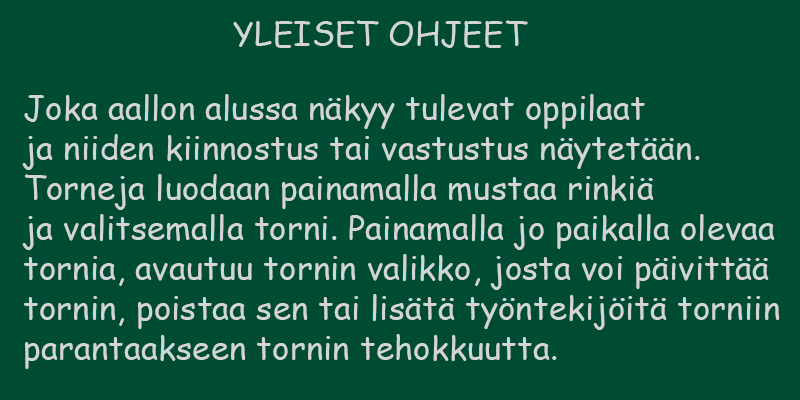 YLEISET OHJEET
Joka aallon alussa näkyy tulevat oppilaat
ja niiden kiinnostus tai vastustus näytetään.
Torneja luodaan painamalla mustaa rinkiä
ja valitsemalla torni. Painamalla jo paikalla olevaa
tornia, avautuu tornin valikko, josta voi päivittää
tornin, poistaa sen tai lisätä työntekijöitä torniin
parantaakseen tornin tehokkuutta.